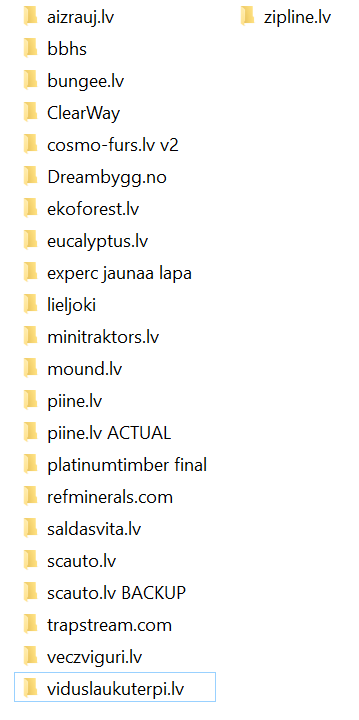 aizrauj.lv
bbhs
bungee.lv
ClearWay
cosmo-furs.lv v2
Dreambygg.no
ekoforest.lv
eucalyptus.lv
experc jaunaa lapa
lieljoki
minitraktors.lv
mound.lv
piine.lv
piine.lv ACTUAL
platinumtimber final
refminerals.com
saldasvita.lv
scauto.lv
scauto.lv BACKUP
trapstream.com
veczviguri.lv
viduslaukuterpi.lv
zipline.lv